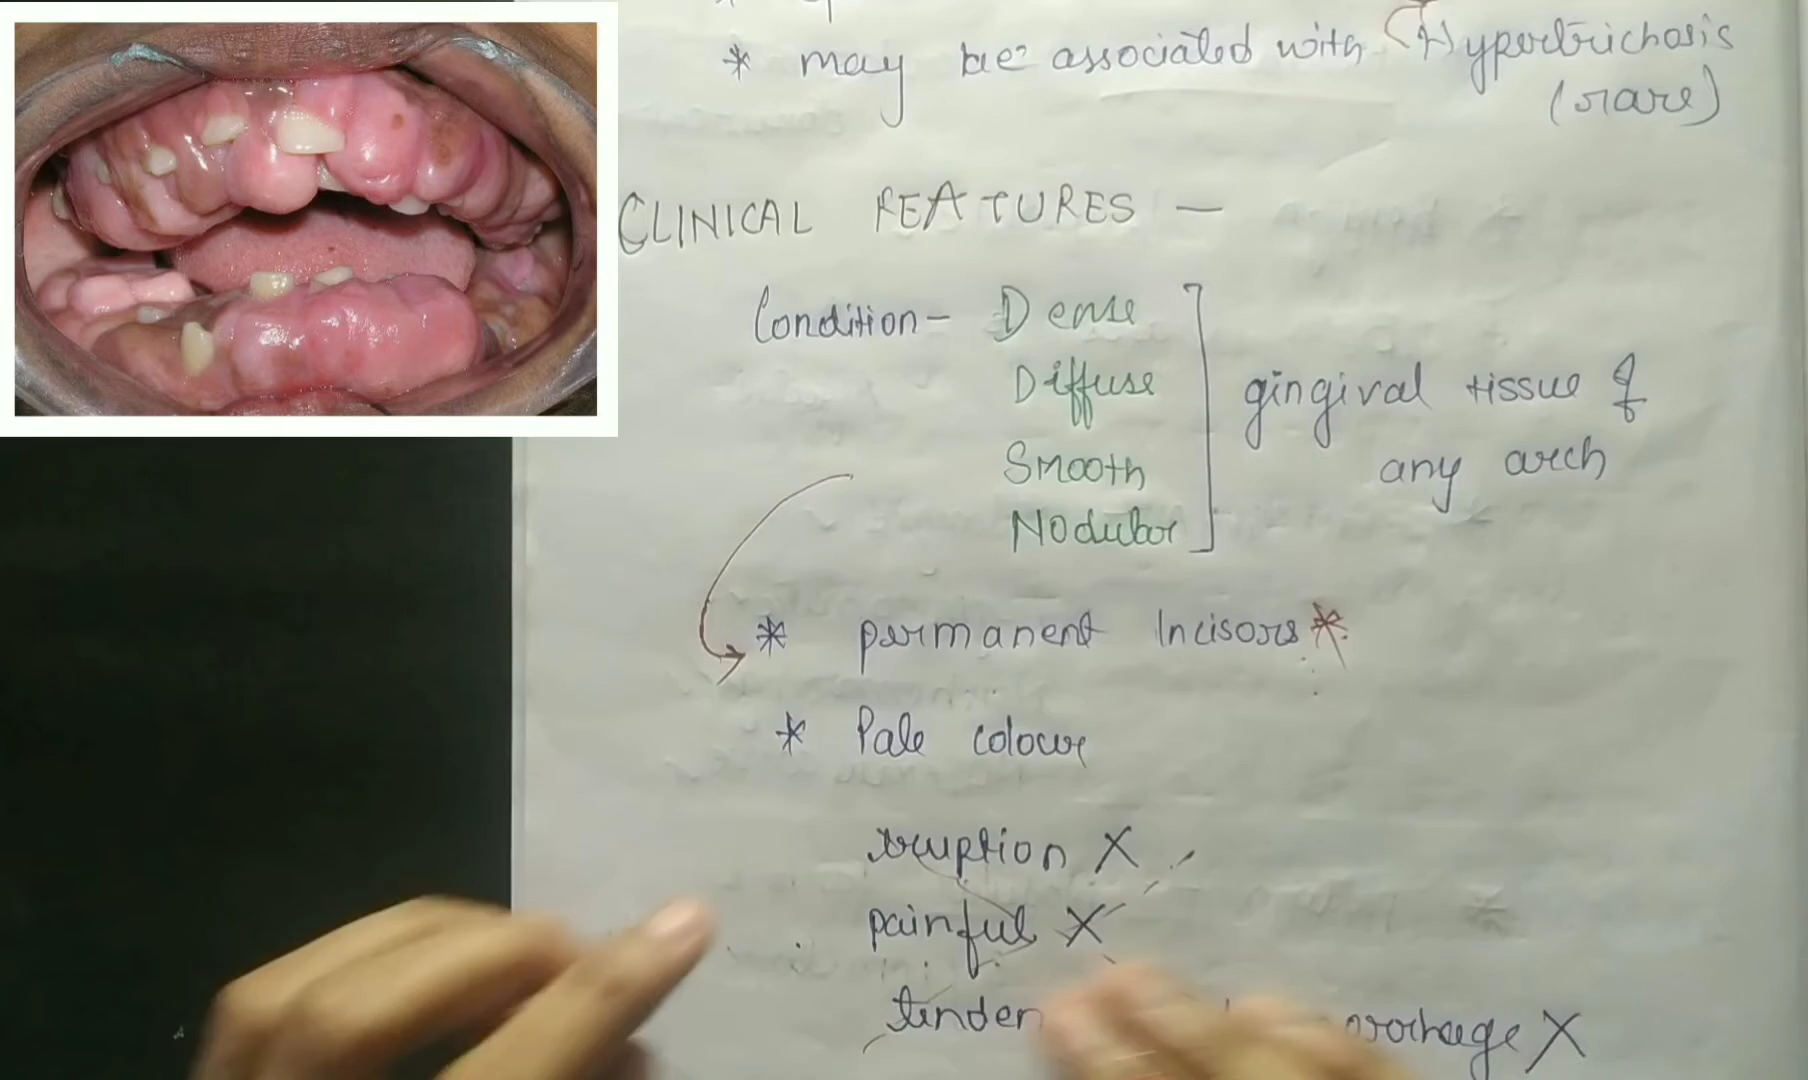 * may be associated with Hypertrichosis
(rare)
CLINICAL FEATURES —
Condition - Dense
Diffuse
Smooth
Nodular
gingival tissue of
any arch
* permanent Incisors *
* Pale colour
eruption X
painful X
X